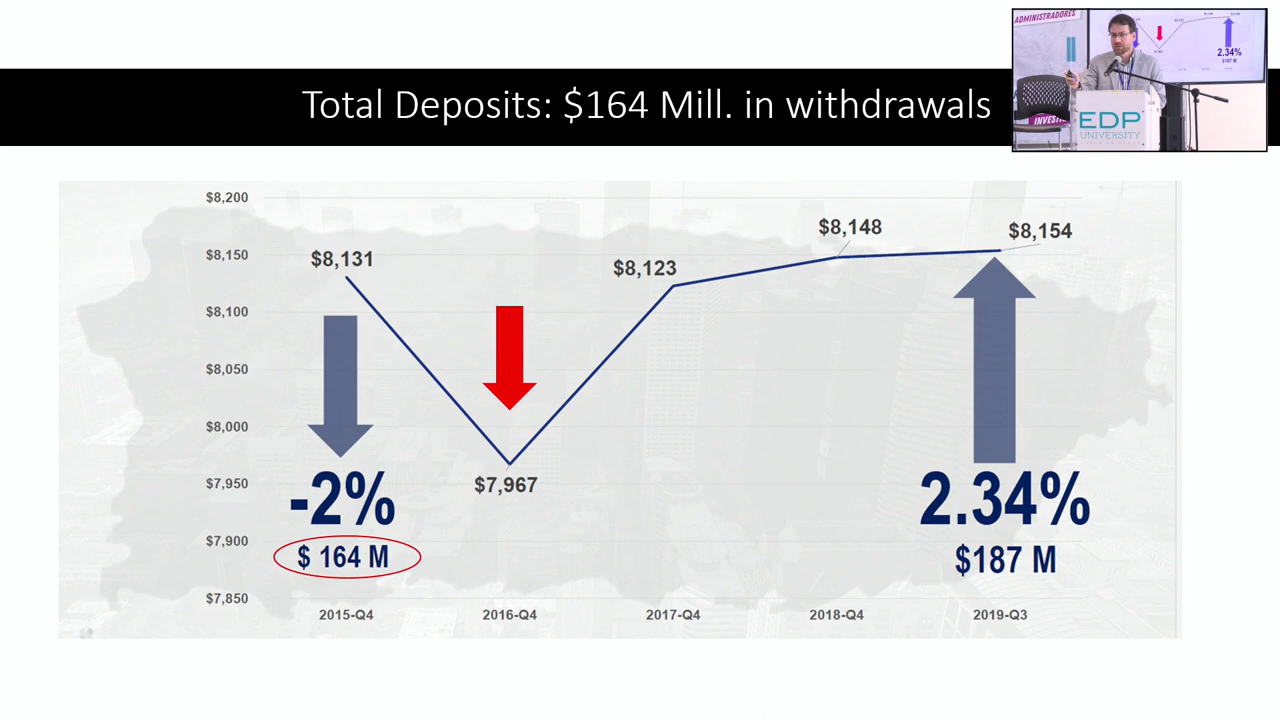 Total Deposits: $164 Mill. in withdrawals
ADMINISTRADORES
2.34%
$187 M
INVESTI
EDP
UNIVERSITY
$8,200
$8,150
$8,100
$8,050
$8,000
$7,950
$7,900
$7,850
$8,131
$7,967
$8,123
$8,148
$8,154
-2%
$ 164 M
2.34%
$187 M
2015-Q4
2016-Q4
2017-Q4
2018-Q4
2019-Q3